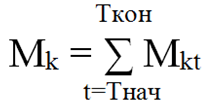 Ткон
Mk = ∑ Mkt
t=Тнач